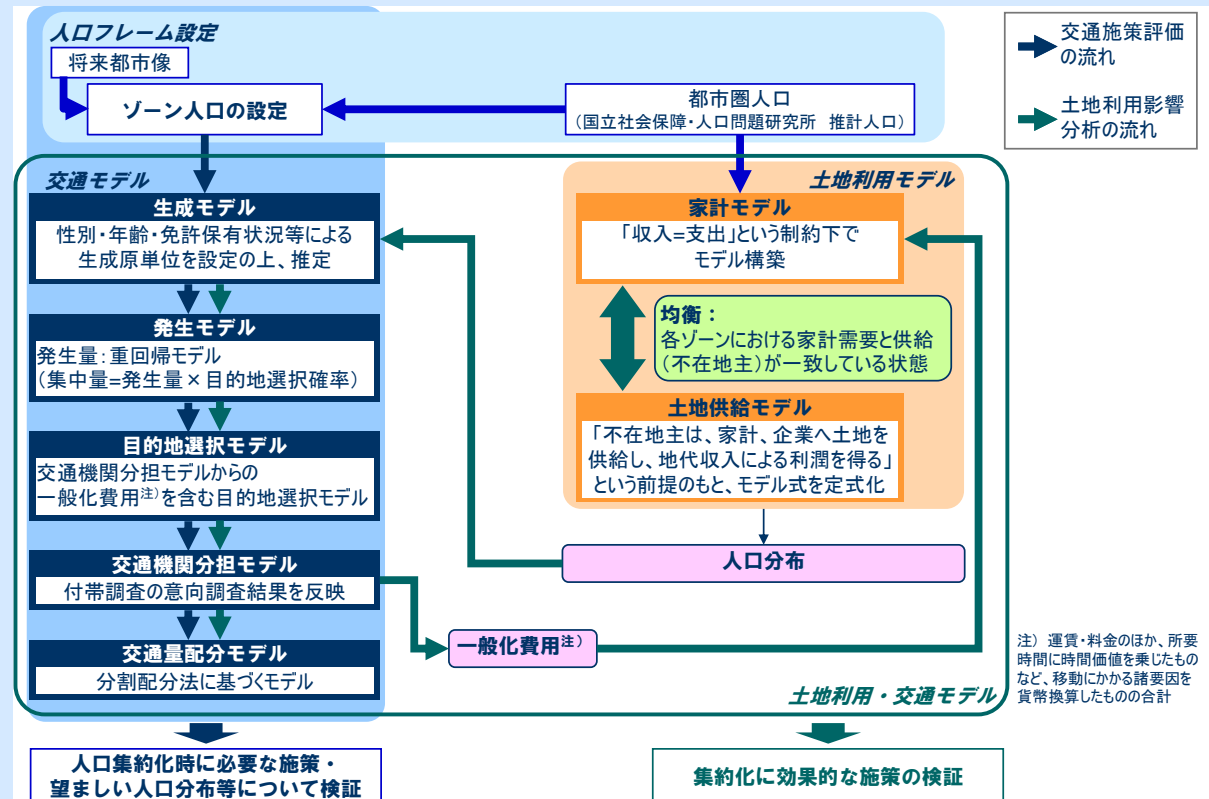 人口フレーム設定
将来都市像
ゾーン人口の設定
都市圏人口
（国立社会保障・人口問題研究所 推計人口）
交通施策評価
の流れ
土地利用影響
分析の流れ
交通モデル
生成モデル
性別・年齢・免許保有状況等による
生成原単位を設定の上、推定
発生モデル
発生量：重回帰モデル
（集中量=発生量×目的地選択確率）
目的地選択モデル
交通機関分担モデルからの
一般化費用注）を含む目的地選択モデル
交通機関分担モデル
付帯調査の意向調査結果を反映
交通量配分モデル
分割配分法に基づくモデル
土地利用モデル
家計モデル
「収入=支出」という制約下で
モデル構築
均衡：
各ゾーンにおける家計需要と供給
（不在地主）が一致している状態
土地供給モデル
「不在地主は、家計、企業へ土地を
供給し、地代収入による利潤を得る」
という前提のもと、モデル式を定式化
人口分布
一般化費用注）
土地利用・交通モデル
注） 運賃・料金のほか、所要
時間に時間価値を乗じたもの
など、移動にかかる諸要因を
貨幣換算したものの合計
人口集約化時に必要な施策・
望ましい人口分布等について検証
集約化に効果的な施策の検証